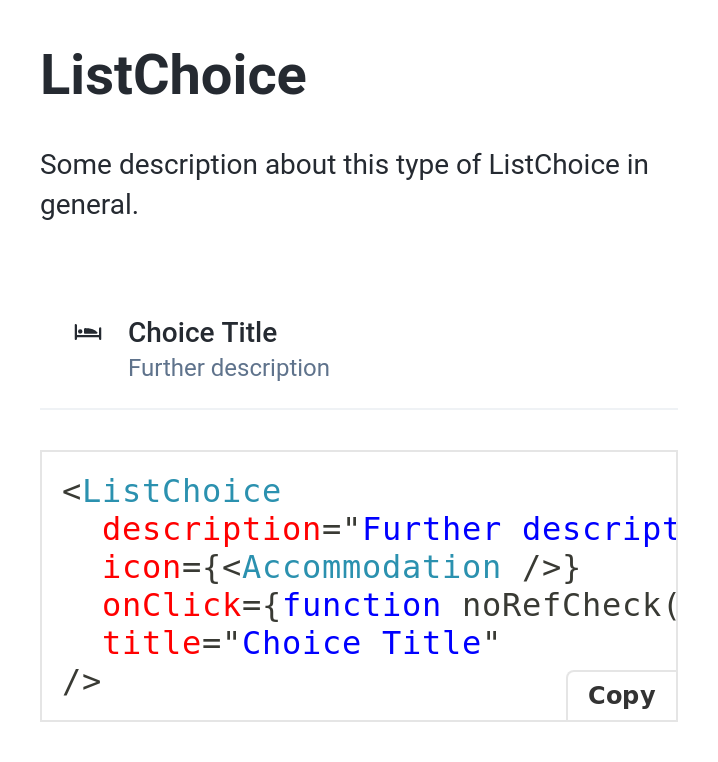 ListChoice
Some description about this type of ListChoice in
general.
Choice Title
Further description
<ListChoice
  description="Further descript
  icon={<Accommodation />}
  onClick={function noRefCheck(
  title="Choice Title"
/>
Copy